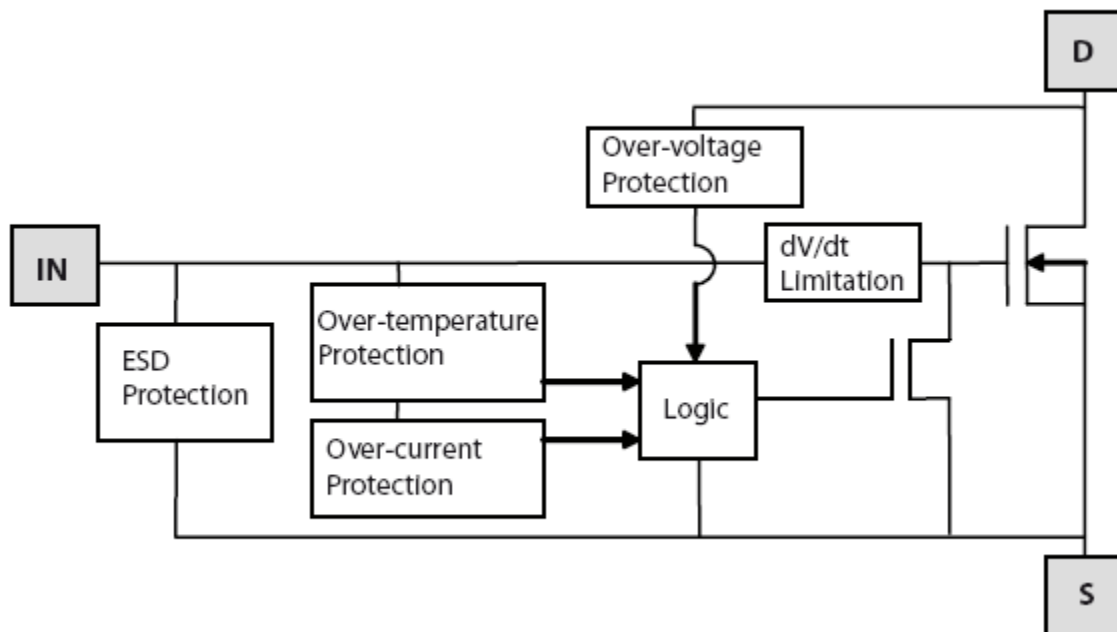 D
Over-voltage
Protection
IN
dV/dt
Limitation
Over-temperature
Protection
ESD
Protection
Logic
Over-current
Protection
S